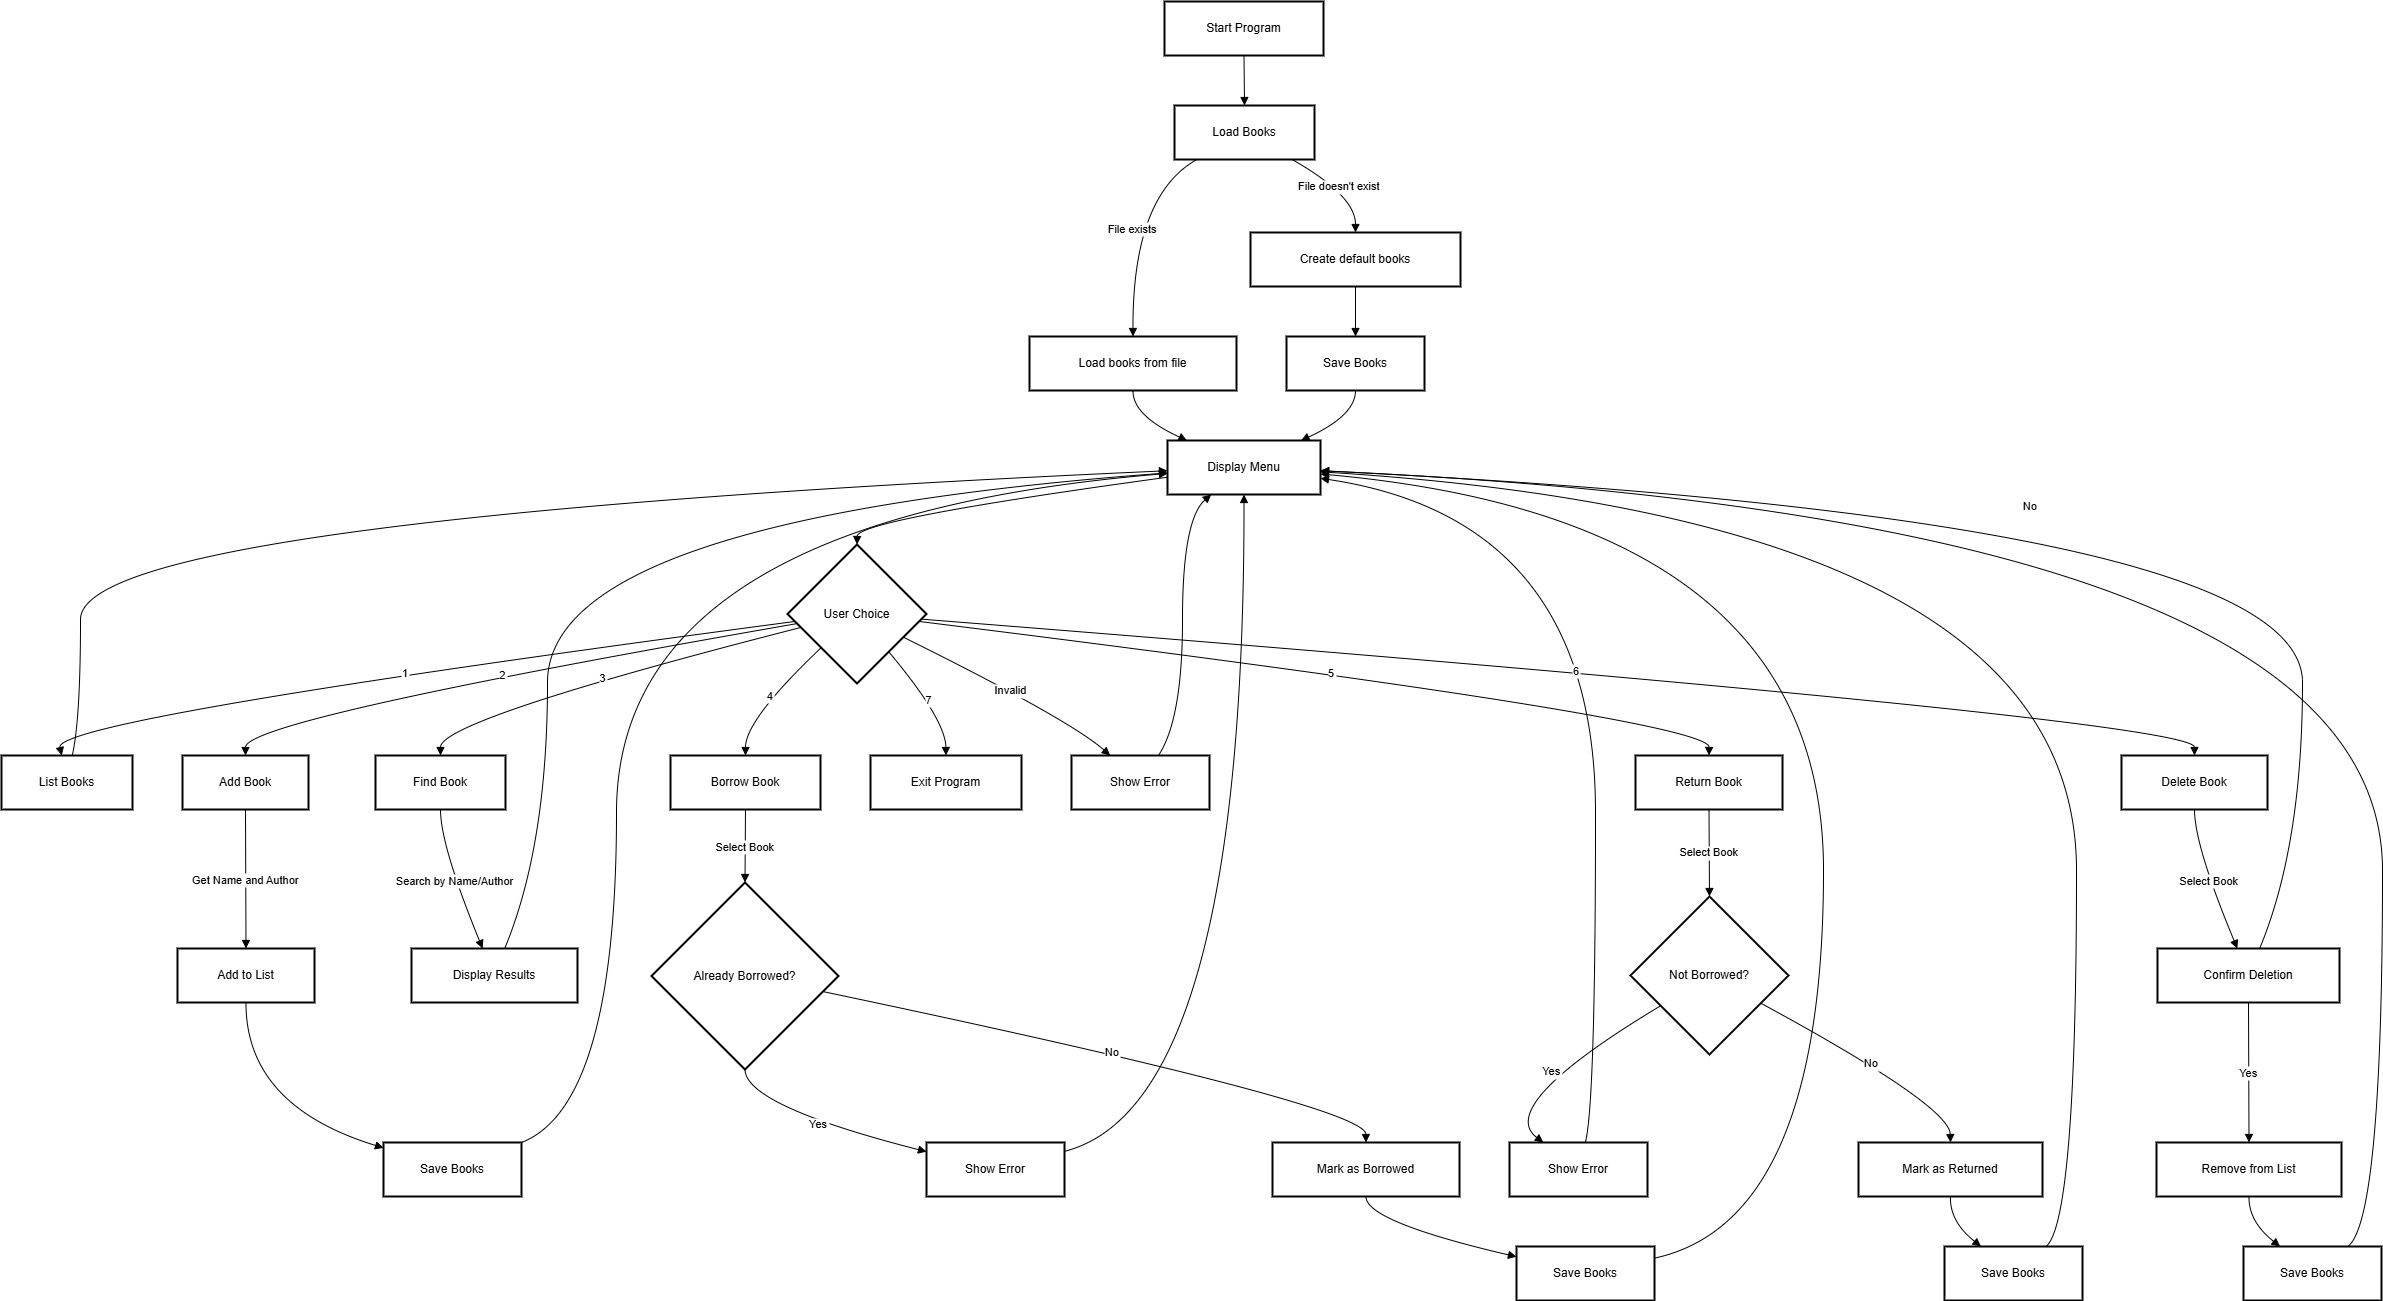 Start Program
Load Books
File doesn't exist
File exists
Create default books
Load books from file
Save Books
Display Menu
No
User Choice
1
2
3
4
7
Invalid
5
6
List Books
Add Book
Find Book
Borrow Book
Exit Program
Show Error
Return Book
Delete Book
Select Book
Select Book
Get Name and Author
Search by Name/Author
Select Book
Add to List
Display Results
Already Borrowed?
Not Borrowed?
Confirm Deletion
No
Yes
No
Yes
Yes
Save Books
Show Error
Mark as Borrowed
Show Error
Mark as Returned
Remove from List
Save Books
Save Books
Save Books